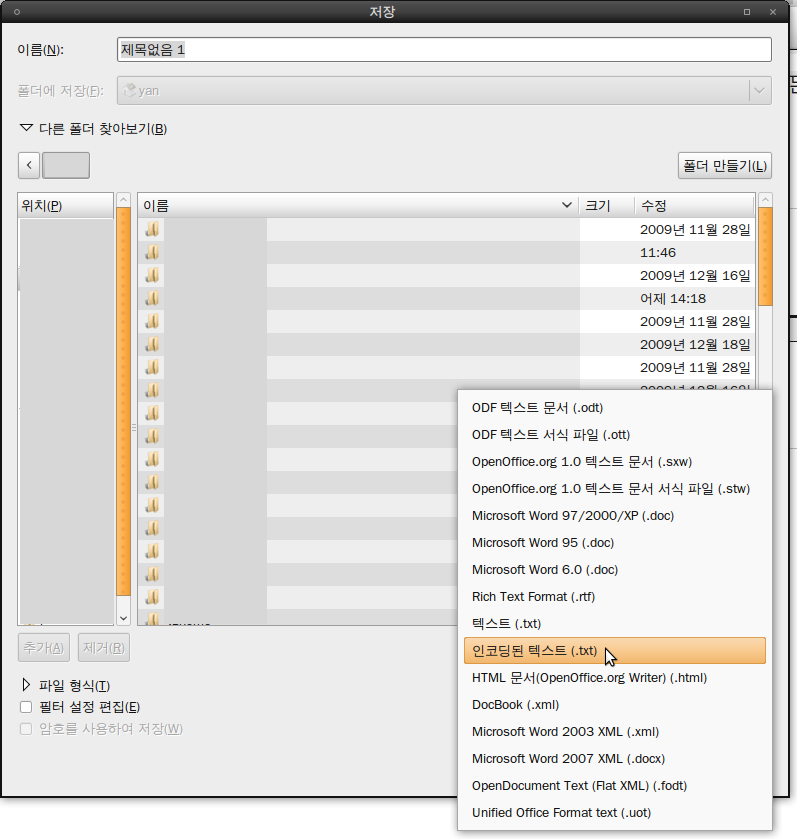 저장
이름(N): 제목없음 1
폴더에 저장(F): yan
다른 폴더 찾아보기(B)
폴더 만들기(L)
위치(P) 이름 크기 수정
2009년 11월 28일
11:46
2009년 12월 16일
어제 14:18
2009년 11월 28일
2009년 12월 18일
2009년 11월 28일
ODF 텍스트 문서 (.odt)
ODF 텍스트 서식 파일 (.ott)
OpenOffice.org 1.0 텍스트 문서 (.sxw)
OpenOffice.org 1.0 텍스트 문서 서식 파일 (.stw)
Microsoft Word 97/2000/XP (.doc)
Microsoft Word 95 (.doc)
Microsoft Word 6.0 (.doc)
Rich Text Format (.rtf)
텍스트 (.txt)
인코딩된 텍스트 (.txt)
HTML 문서(OpenOffice.org Writer) (.html)
DocBook (.xml)
Microsoft Word 2003 XML (.xml)
Microsoft Word 2007 XML (.docx)
OpenDocument Text (Flat XML) (.fodt)
Unified Office Format text (.uot)
추가(A) 제거(R)
파일 형식(T)
필터 설정 편집(E)
암호를 사용하여 저장(W)